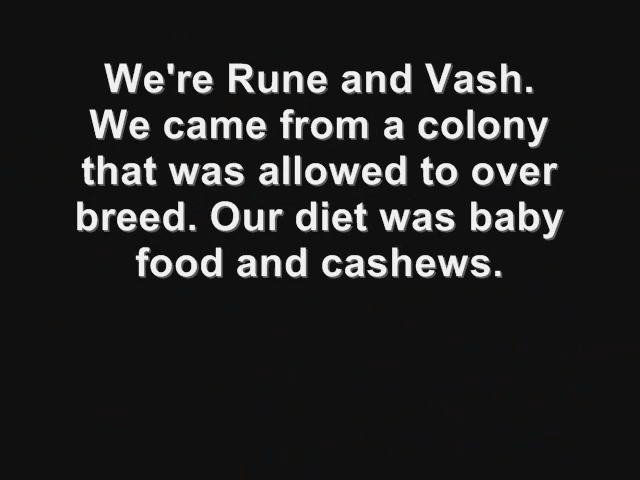 We're Rune and Vash.
We came from a colony
that was allowed to over
breed. Our diet was baby
food and cashews.